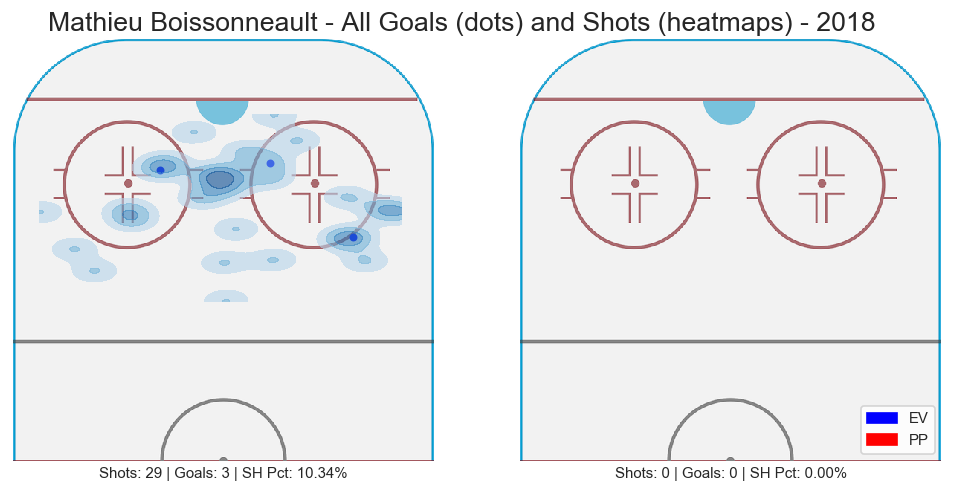 Mathieu Boissonneault - All Goals (dots) and Shots (heatmaps) - 2018
EV
PP
Shots: 29 | Goals: 3 | SH Pct: 10.34%
Shots: 0 | Goals: 0 | SH Pct: 0.00%